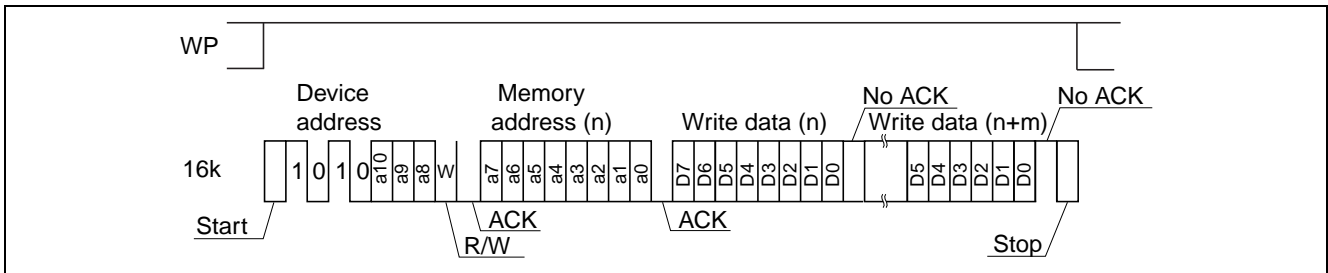 WP
Device address
Memory address (n)
Write data (n)
No ACK
Write data (n+m)
No ACK
16k
1 0 1 0 a10 a9 a8 W a7 a6 a5 a4 a3 a2 a1 a0 D7 D6 D5 D4 D3 D2 D1 D0 D5 D4 D3 D2 D1 D0
Start
R/W
ACK
ACK
Stop